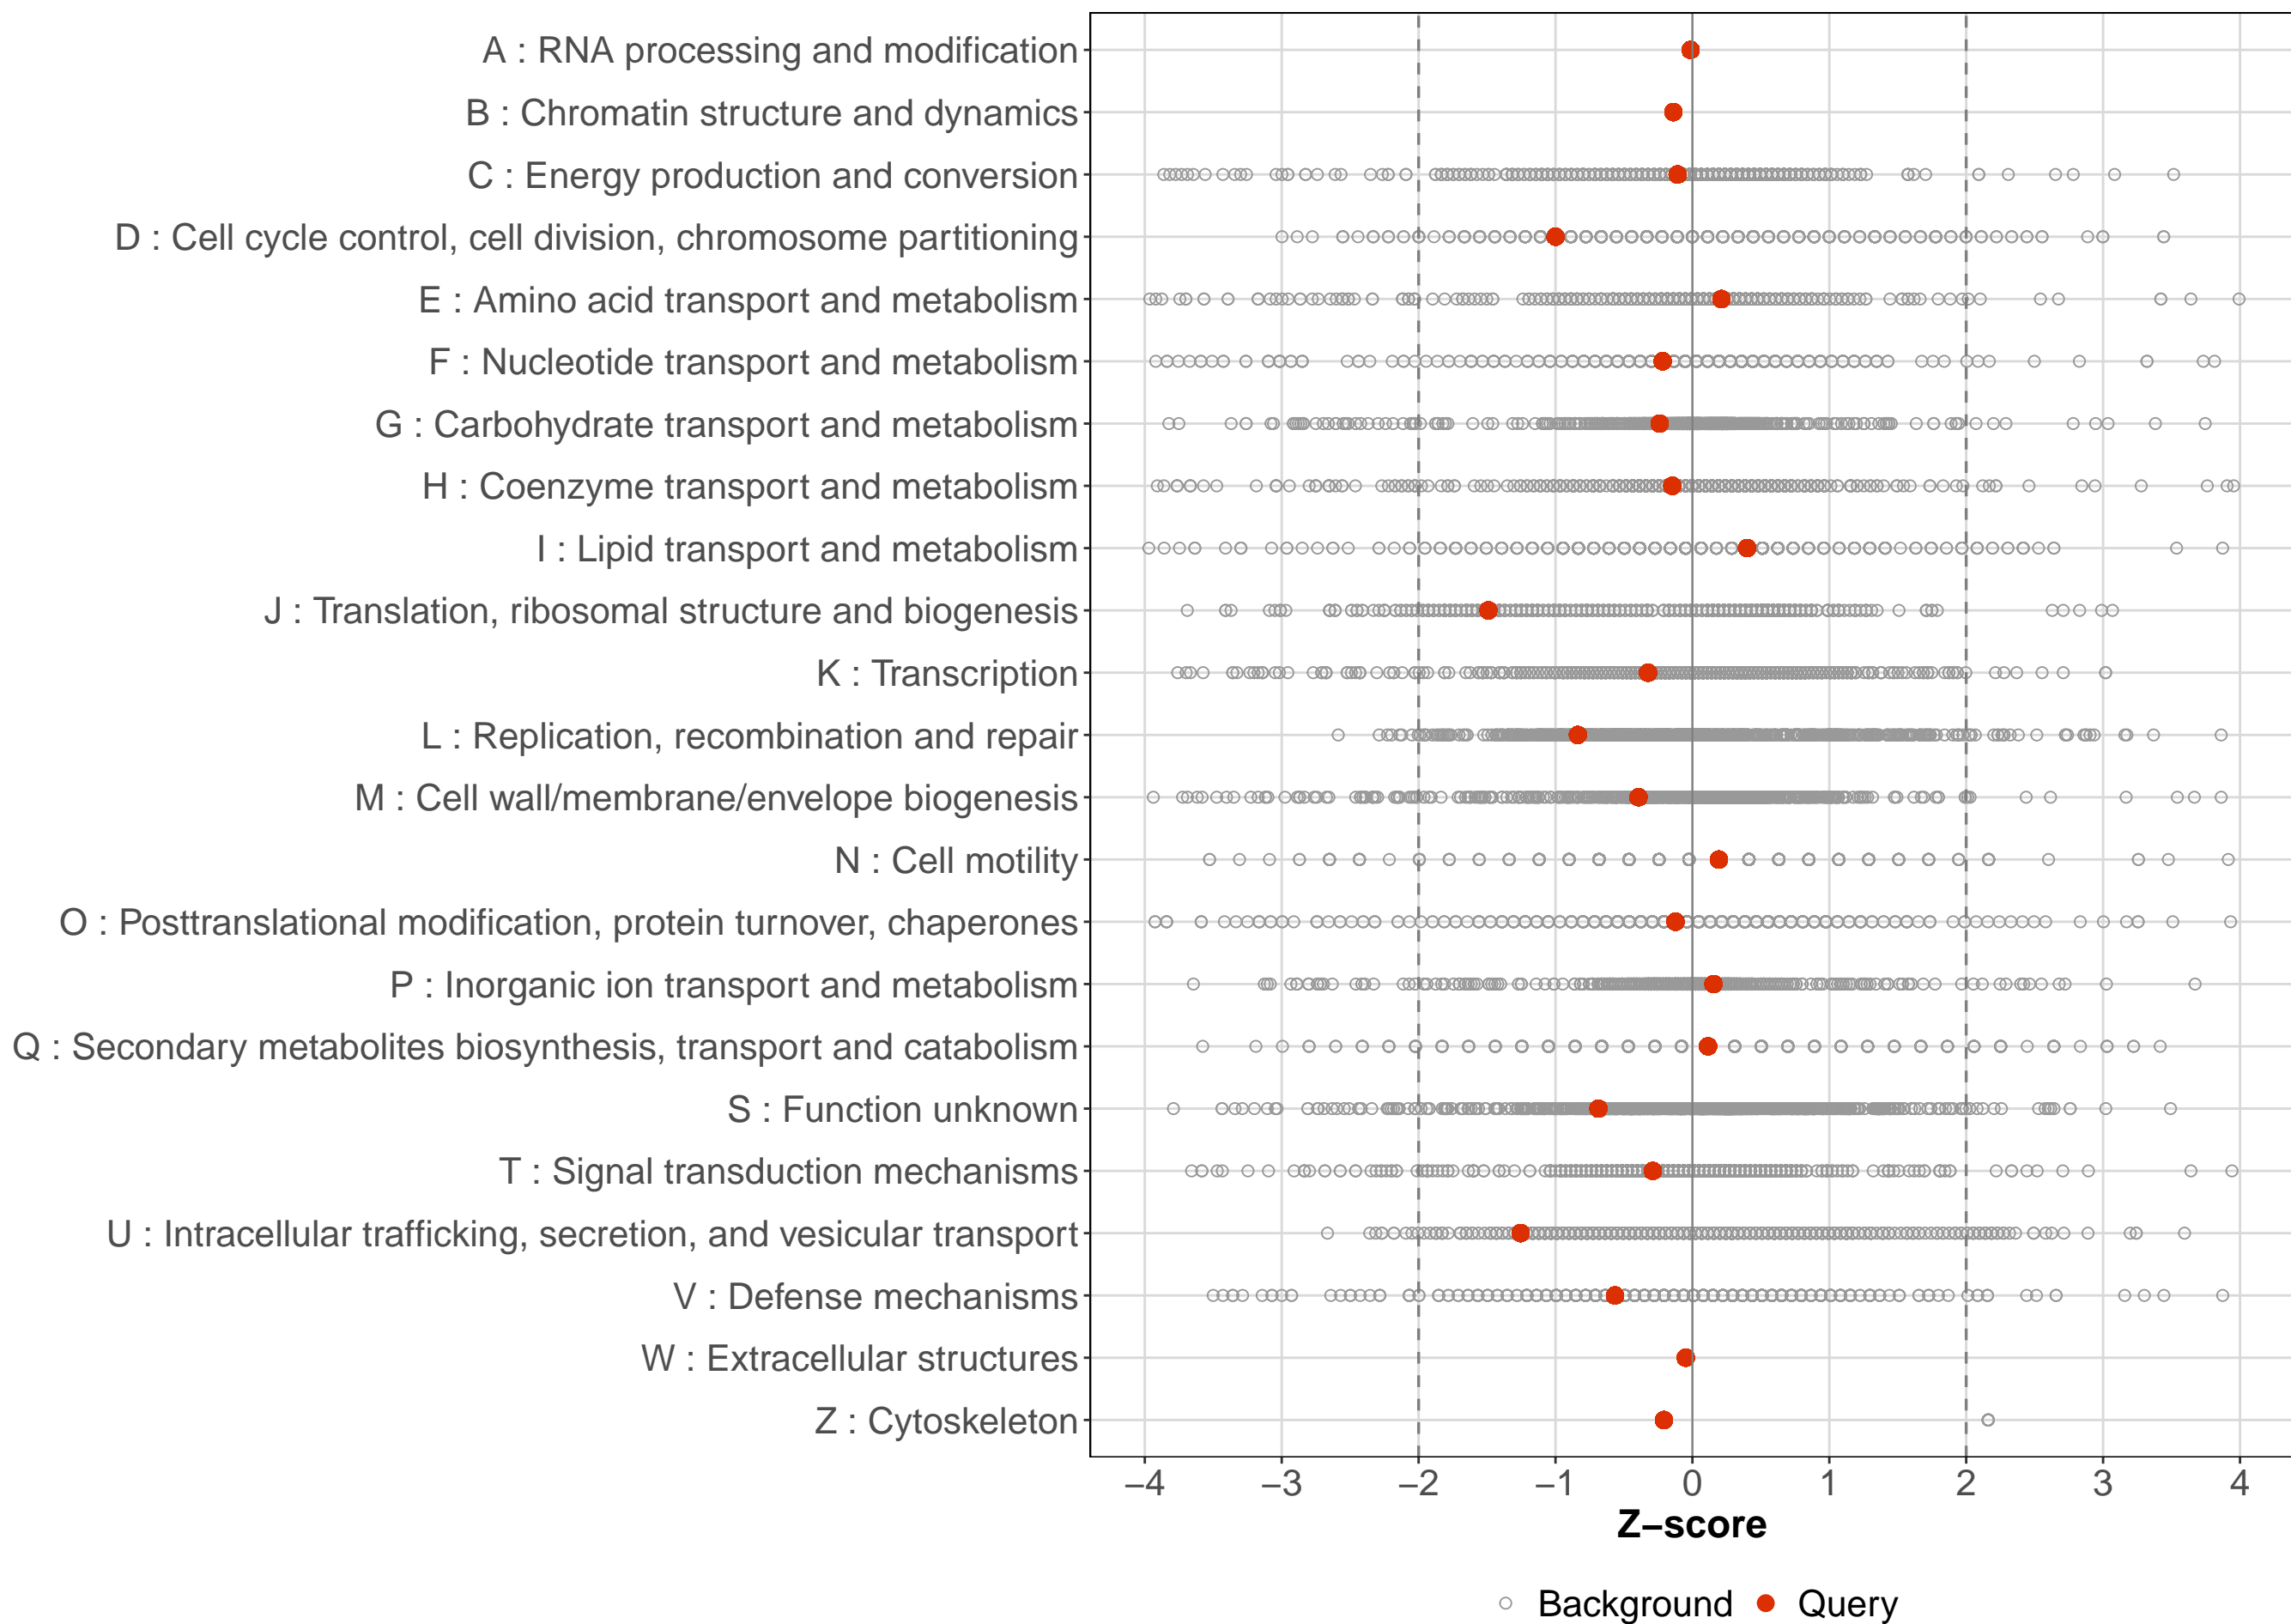 A : RNA processing and modification
B : Chromatin structure and dynamics
C : Energy production and conversion
D : Cell cycle control, cell division, chromosome partitioning
E : Amino acid transport and metabolism
F : Nucleotide transport and metabolism
G : Carbohydrate transport and metabolism
H : Coenzyme transport and metabolism
I : Lipid transport and metabolism
J : Translation, ribosomal structure and biogenesis
K : Transcription
L : Replication, recombination and repair
M : Cell wall/membrane/envelope biogenesis
N : Cell motility
O : Posttranslational modification, protein turnover, chaperones
P : Inorganic ion transport and metabolism
Q : Secondary metabolites biosynthesis, transport and catabolism
S : Function unknown
T : Signal transduction mechanisms
U : Intracellular trafficking, secretion, and vesicular transport
V : Defense mechanisms
W : Extracellular structures
Z : Cytoskeleton
−4 −3 −2 −1 0 1 2 3 4
Z−score
Background Query